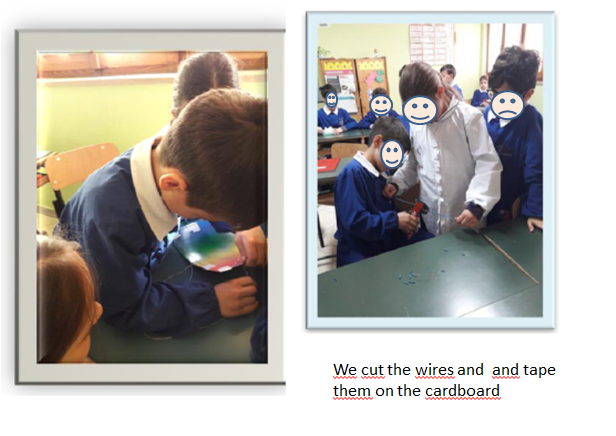 We cut the wires and and tape
them on the cardboard